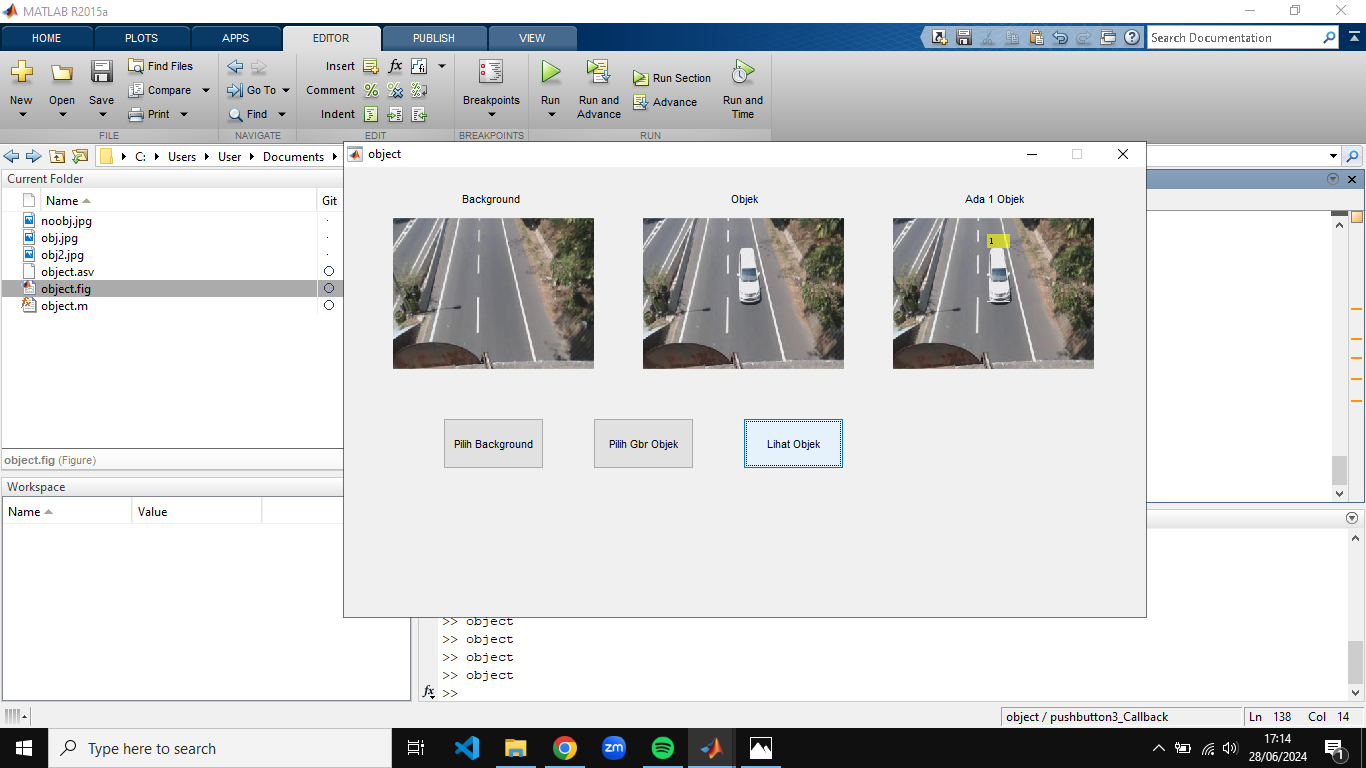 MATLAB R2015a
HOME PLOTS APPS EDITOR PUBLISH VIEW
Search Documentation
New Open Save
Find Files
Compare
Print
Go To
Find
Insert
Comment
Indent
fx
Breakpoints
Run
Run and Advance
Run Section
Advance
Run and Time
FILE NAVIGATE EDIT BREAKPOINTS RUN
C: Users User Documents
Current Folder
Name Git
noobj.jpg
obj.jpg
obj2.jpg
object.asv
object.fig
object.m
object.fig (Figure)
Workspace
Name Value
object
Background Objek Ada 1 Objek
1
Pilih Background Pilih Gbr Objek Lihat Objek
>> object
>> object
>> object
>> object
fx >>
object / pushbutton3_Callback Ln 138 Col 14
Type here to search
zm
17:14
28/06/2024
1